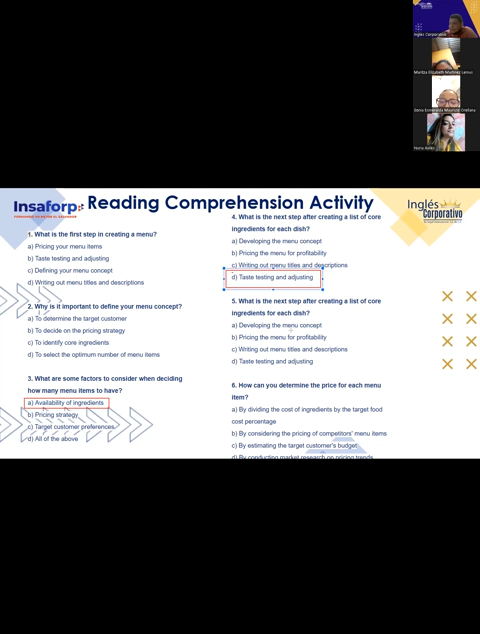 Inglés Corporativo
Maritza Elizabeth Martinez Lemus
Sonia Esmeralda Mauricio Orellana
Nuria Avilés
Insaforp
Reading Comprehension Activity
Inglés
Corporativo
1. What is the first step in creating a menu?
a) Pricing your menu items
b) Taste testing and adjusting
c) Defining your menu concept
d) Writing out menu titles and descriptions
2. Why is it important to define your menu concept?
a) To determine the target customer
b) To decide on the pricing strategy
c) To identify core ingredients
d) To select the optimum number of menu items
3. What are some factors to consider when deciding
how many menu items to have?
a) Availability of ingredients
b) Pricing strategy
c) Target customer preferences
d) All of the above
4. What is the next step after creating a list of core
ingredients for each dish?
a) Developing the menu concept
b) Pricing the menu for profitability
c) Writing out menu titles and descriptions
d) Taste testing and adjusting
5. What is the next step after creating a list of core
ingredients for each dish?
a) Developing the menu concept
b) Pricing the menu for profitability
c) Writing out menu titles and descriptions
d) Taste testing and adjusting
6. How can you determine the price for each menu
item?
a) By dividing the cost of ingredients by the target food
cost percentage
b) By considering the pricing of competitors' menu items
c) By estimating the target customer's budget
d) By conducting market research on pricing trends